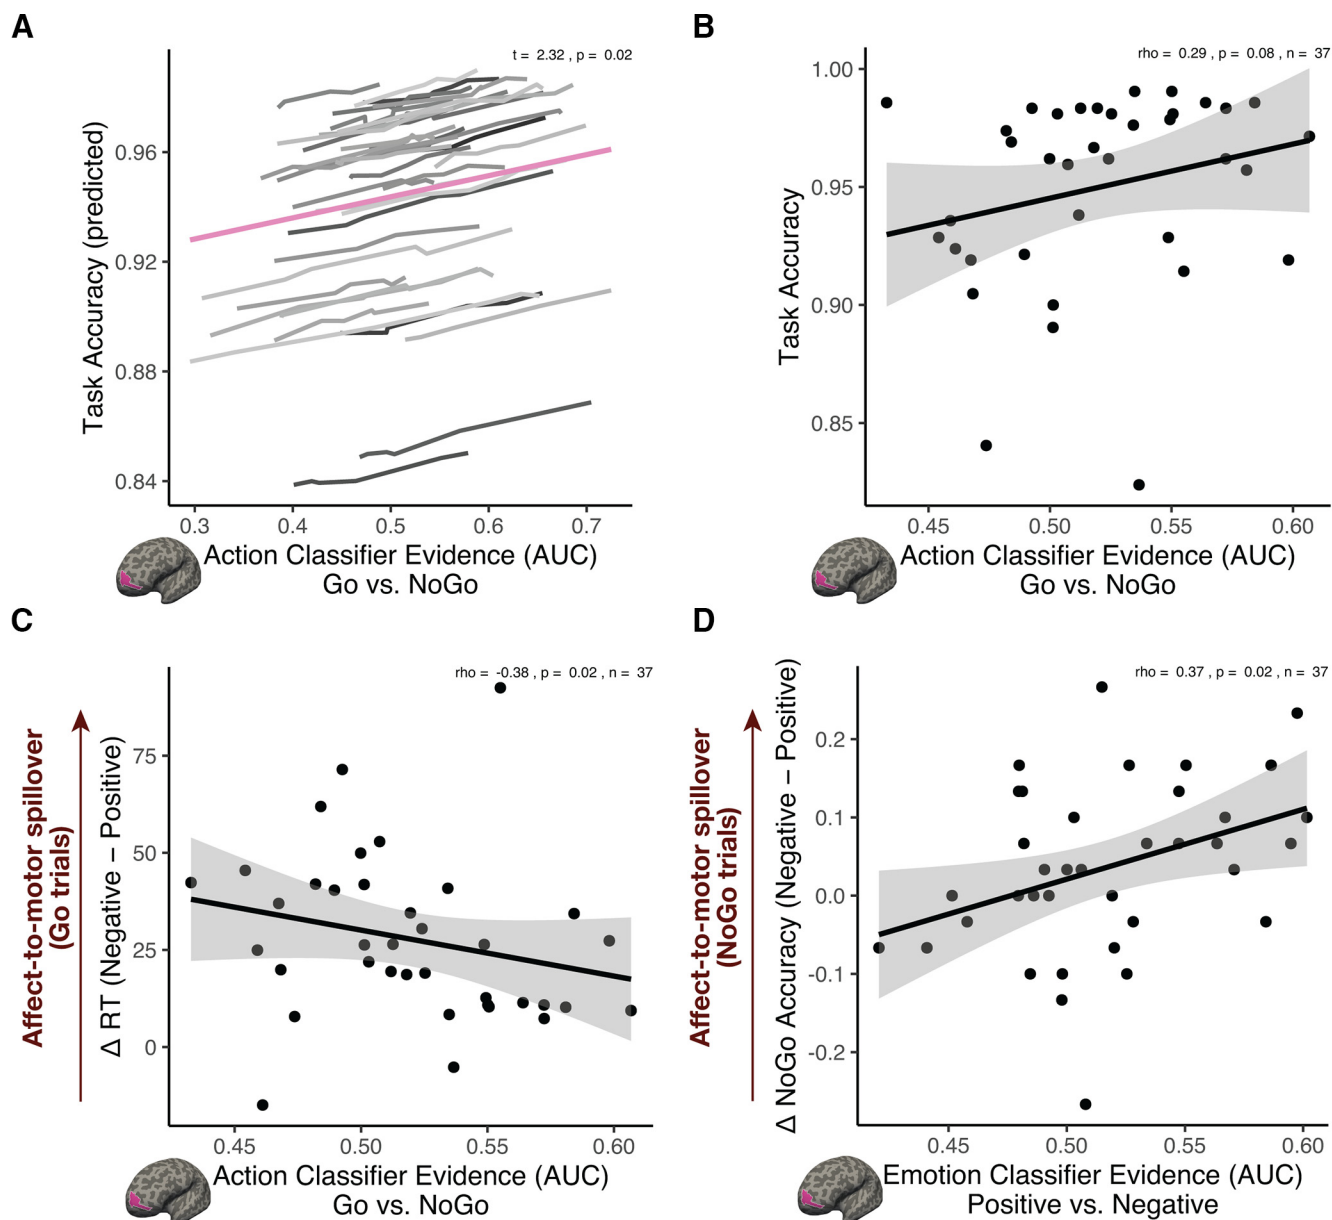 A
t = 2.32 , p = 0.02
Task Accuracy (predicted)
0.96
0.92
0.88
0.84
0.3 0.4 0.5 0.6 0.7
Action Classifier Evidence (AUC)
Go vs. NoGo
B
rho = 0.29 , p = 0.08 , n = 37
Task Accuracy
1.00
0.95
0.90
0.85
0.45 0.50 0.55 0.60
Action Classifier Evidence (AUC)
Go vs. NoGo
C
rho = -0.38 , p = 0.02 , n = 37
Affect-to-motor spillover
(Go trials)
Δ RT (Negative − Positive)
75
50
25
0
0.45 0.50 0.55 0.60
Action Classifier Evidence (AUC)
Go vs. NoGo
D
rho = 0.37 , p = 0.02 , n = 37
Affect-to-motor spillover
(NoGo trials)
Δ NoGo Accuracy (Negative − Positive)
0.2
0.1
0.0
-0.1
-0.2
0.45 0.50 0.55 0.60
Emotion Classifier Evidence (AUC)
Positive vs. Negative